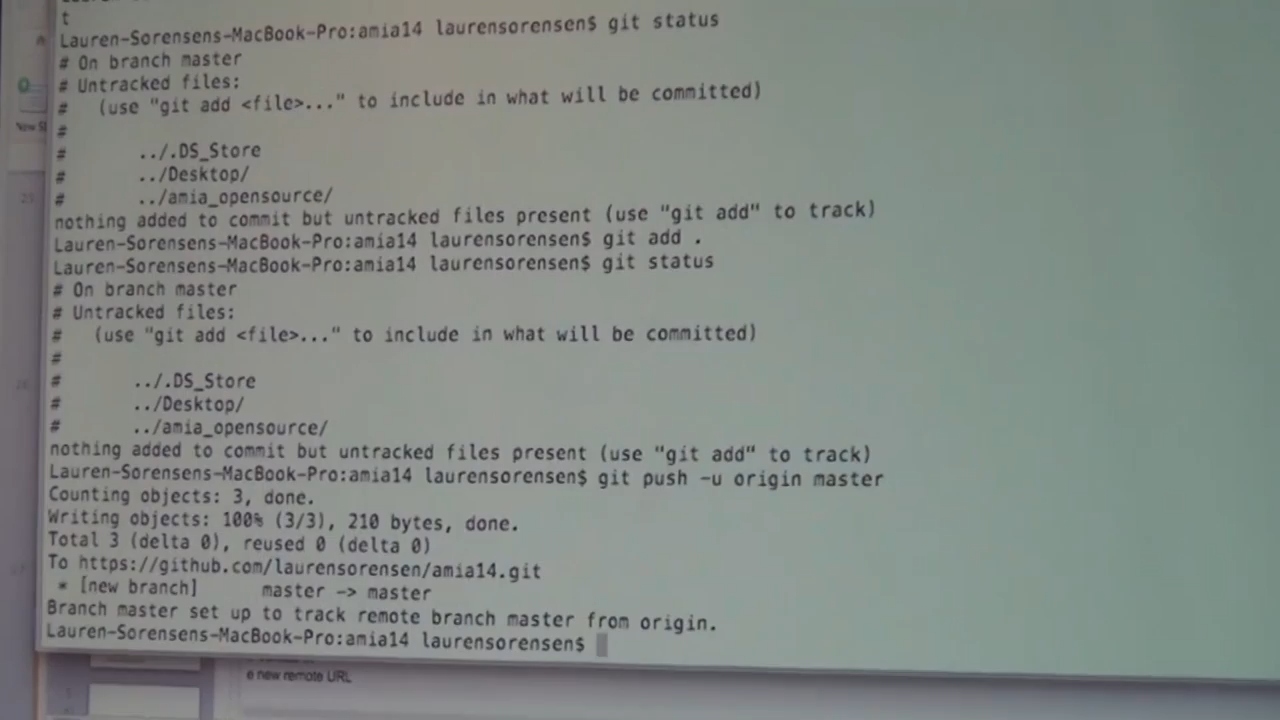 t
Lauren-Sorensens-MacBook-Pro:amia14 laurensorensen$ git status
# On branch master
# Untracked files:
#   (use "git add <file>..." to include in what will be committed)
#
#       ../.DS_Store
#       ../Desktop/
#       ../amia_opensource/
nothing added to commit but untracked files present (use "git add" to track)
Lauren-Sorensens-MacBook-Pro:amia14 laurensorensen$ git add .
Lauren-Sorensens-MacBook-Pro:amia14 laurensorensen$ git status
# On branch master
# Untracked files:
#   (use "git add <file>..." to include in what will be committed)
#
#       ../.DS_Store
#       ../Desktop/
#       ../amia_opensource/
nothing added to commit but untracked files present (use "git add" to track)
Lauren-Sorensens-MacBook-Pro:amia14 laurensorensen$ git push -u origin master
Counting objects: 3, done.
Writing objects: 100% (3/3), 210 bytes, done.
Total 3 (delta 0), reused 0 (delta 0)
To https://github.com/laurensorensen/amia14.git
 * [new branch]      master -> master
Branch master set up to track remote branch master from origin.
Lauren-Sorensens-MacBook-Pro:amia14 laurensorensen$
e new remote URL